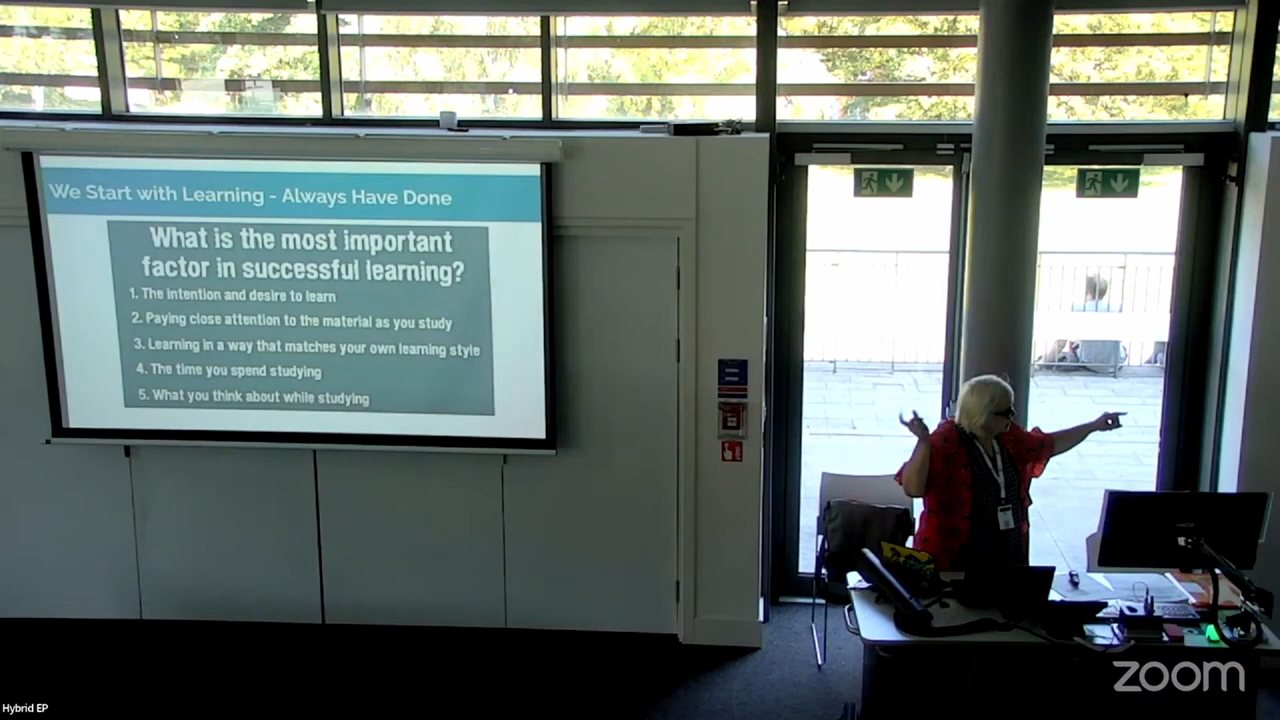 We Start with Learning - Always Have Done
What is the most important
factor in successful learning?
1. The intention and desire to learn
2. Paying close attention to the material as you study
3. Learning in a way that matches your own learning style
4. The time you spend studying
5. What you think about while studying
zoom
Hybrid EP